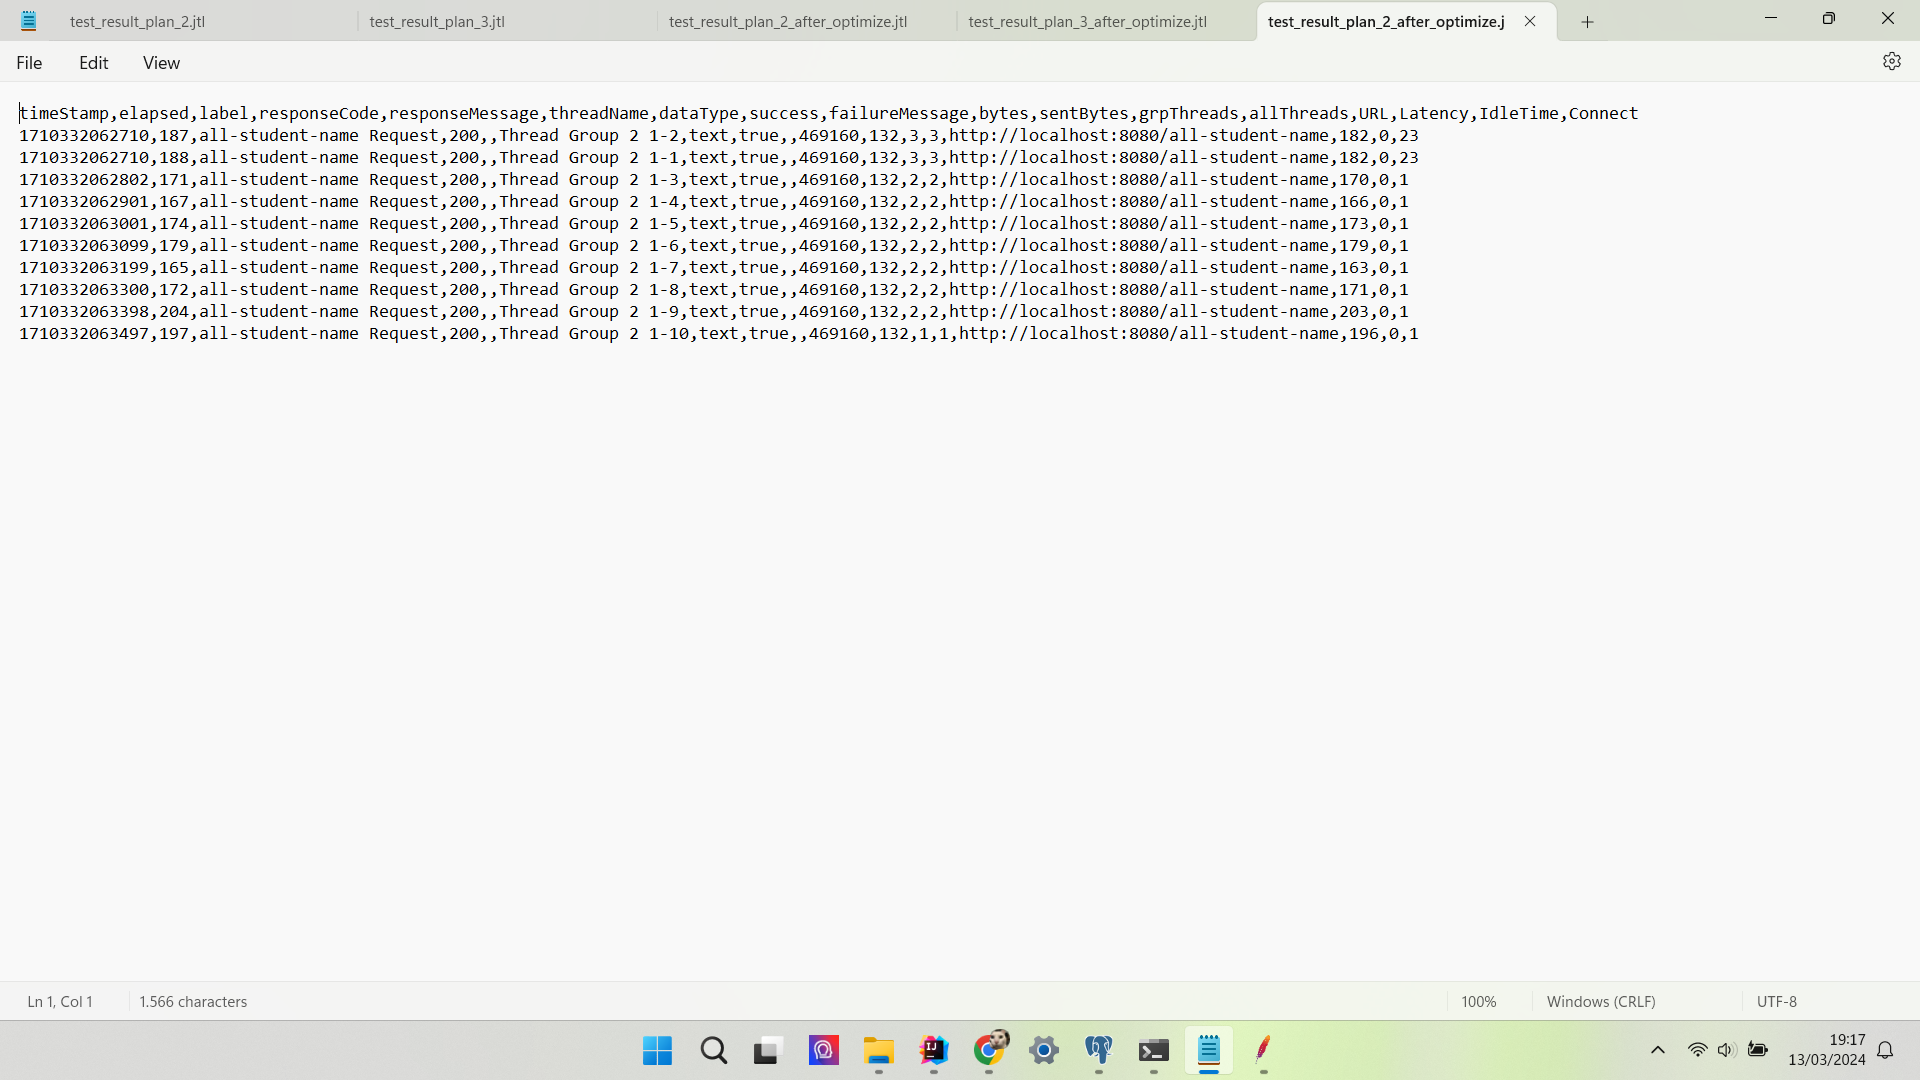 test_result_plan_2.jtl
test_result_plan_3.jtl
test_result_plan_2_after_optimize.jtl
test_result_plan_3_after_optimize.jtl
test_result_plan_2_after_optimize.j
File Edit View
timeStamp,elapsed,label,responseCode,responseMessage,threadName,dataType,success,failureMessage,bytes,sentBytes,grpThreads,allThreads,URL,Latency,IdleTime,Connect
1710332062710,187,all-student-name Request,200,,Thread Group 2 1-2,text,true,,469160,132,3,3,http://localhost:8080/all-student-name,182,0,23
1710332062710,188,all-student-name Request,200,,Thread Group 2 1-1,text,true,,469160,132,3,3,http://localhost:8080/all-student-name,182,0,23
1710332062802,171,all-student-name Request,200,,Thread Group 2 1-3,text,true,,469160,132,2,2,http://localhost:8080/all-student-name,170,0,1
1710332062901,167,all-student-name Request,200,,Thread Group 2 1-4,text,true,,469160,132,2,2,http://localhost:8080/all-student-name,166,0,1
1710332063001,174,all-student-name Request,200,,Thread Group 2 1-5,text,true,,469160,132,2,2,http://localhost:8080/all-student-name,173,0,1
1710332063099,179,all-student-name Request,200,,Thread Group 2 1-6,text,true,,469160,132,2,2,http://localhost:8080/all-student-name,179,0,1
1710332063199,165,all-student-name Request,200,,Thread Group 2 1-7,text,true,,469160,132,2,2,http://localhost:8080/all-student-name,163,0,1
1710332063300,172,all-student-name Request,200,,Thread Group 2 1-8,text,true,,469160,132,2,2,http://localhost:8080/all-student-name,171,0,1
1710332063398,204,all-student-name Request,200,,Thread Group 2 1-9,text,true,,469160,132,2,2,http://localhost:8080/all-student-name,203,0,1
1710332063497,197,all-student-name Request,200,,Thread Group 2 1-10,text,true,,469160,132,1,1,http://localhost:8080/all-student-name,196,0,1
Ln 1, Col 1
1.566 characters
100%
Windows (CRLF)
UTF-8
IJ
19:17
13/03/2024